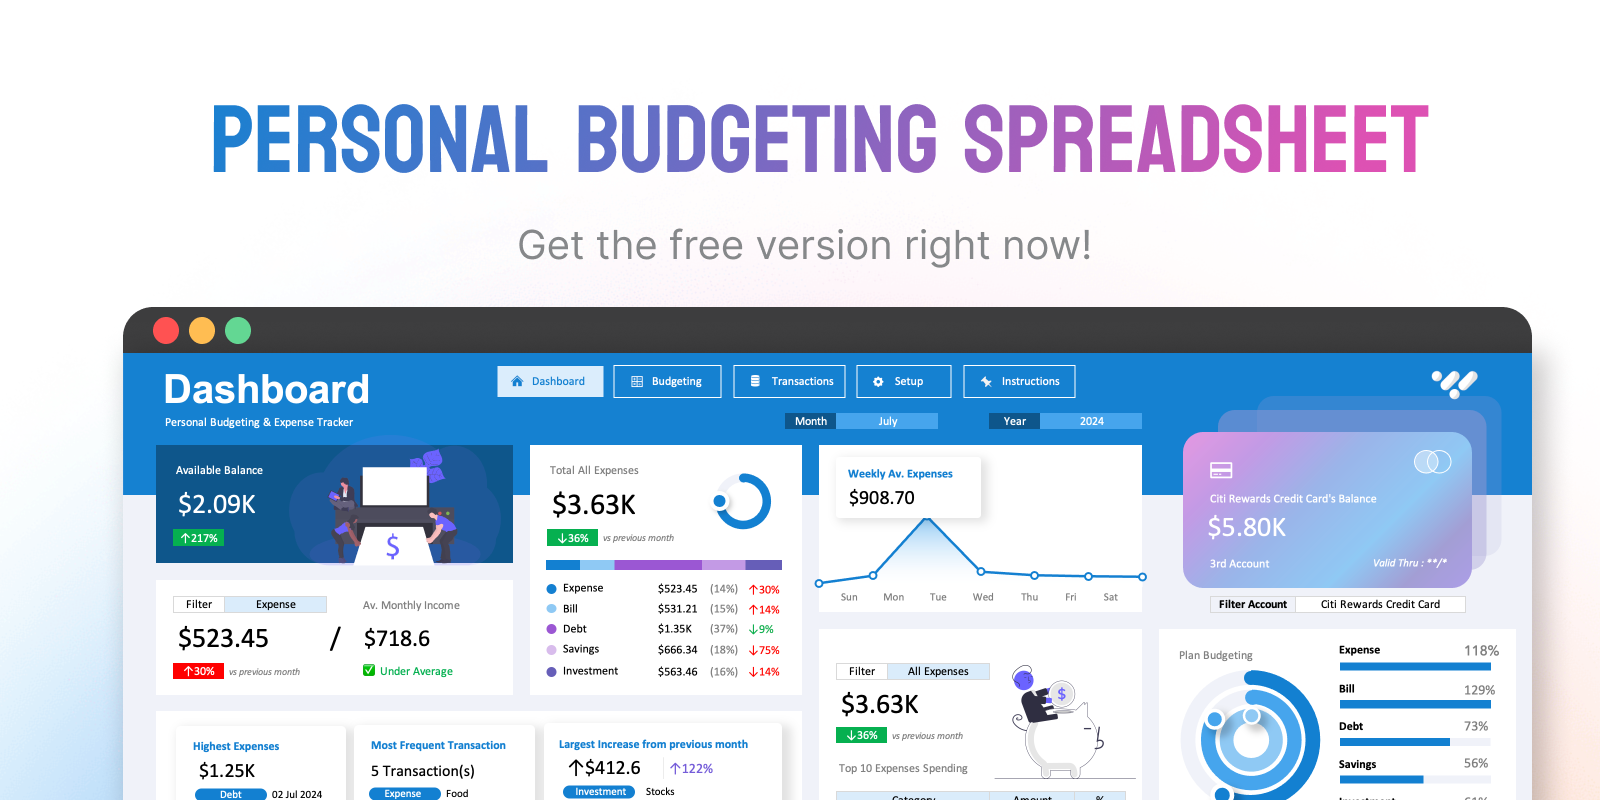 PERSONAL BUDGETING SPREADSHEET
Get the free version right now!
Dashboard
Personal Budgeting & Expense Tracker
Dashboard
Budgeting
Transactions
Setup
Instructions
Month July
Year 2024
Available Balance
$2.09K
↑217%
$
Filter Expense
$523.45
↑30% vs previous month
/
Av. Monthly Income
$718.6
✅ Under Average
Total All Expenses
$3.63K
↓36% vs previous month
Expense $523.45 (14%) ↑30%
Bill $531.21 (15%) ↑14%
Debt $1.35K (37%) ↓9%
Savings $666.34 (18%) ↓75%
Investment $563.46 (16%) ↓14%
Weekly Av. Expenses
$908.70
Sun Mon Tue Wed Thu Fri Sat
Citi Rewards Credit Card's Balance
$5.80K
3rd Account Valid Thru : **/*
Filter Account Citi Rewards Credit Card
Highest Expenses
$1.25K
Debt 02 Jul 2024
Most Frequent Transaction
5 Transaction(s)
Expense Food
Largest Increase from previous month
↑$412.6 ↑122%
Investment Stocks
Filter All Expenses
$3.63K
↓36% vs previous month
$
Top 10 Expenses Spending
Category Amount %
Plan Budgeting
Expense 118%
Bill 129%
Debt 73%
Savings 56%